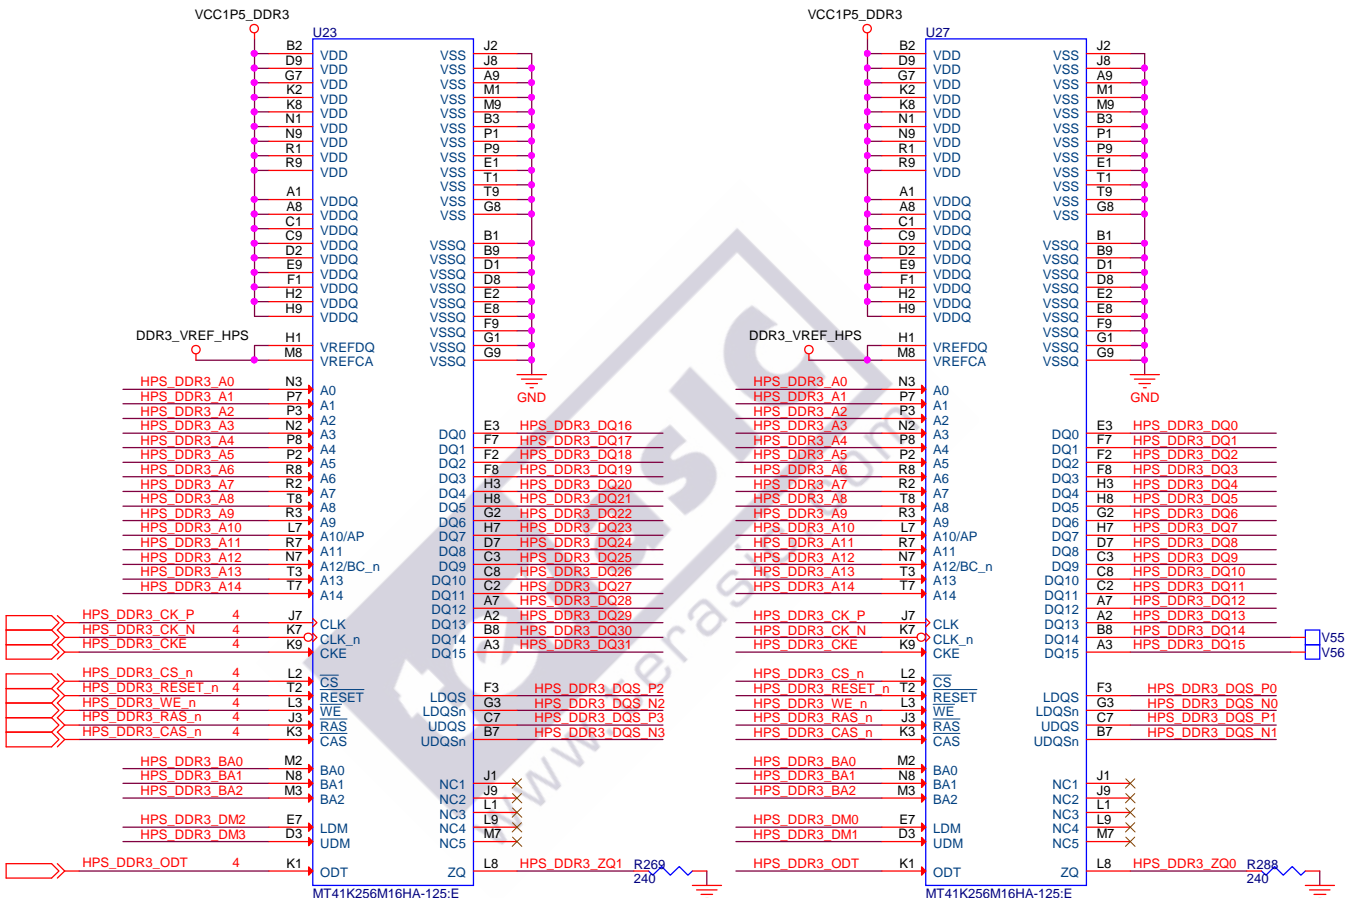 VCC1P5_DDR3
U23
B2 VDD VSS J2
D9 VDD VSS J8
G7 VDD VSS A9
K2 VDD VSS M1
K8 VDD VSS M9
N1 VDD VSS B3
N9 VDD VSS P1
R1 VDD VSS P9
R9 VDD VSS E1
VSS T1
A1 VDDQ VSS T9
A8 VDDQ VSS G8
C1 VDDQ
C9 VDDQ VSSQ B1
D2 VDDQ VSSQ B9
E9 VDDQ VSSQ D1
F1 VDDQ VSSQ D8
H2 VDDQ VSSQ E2
H9 VDDQ VSSQ E8
VSSQ F9
DDR3_VREF_HPS H1 VREFDQ VSSQ G1
M8 VREFCA VSSQ G9
GND
HPS_DDR3_A0 N3 A0
HPS_DDR3_A1 P7 A1
HPS_DDR3_A2 P3 A2
HPS_DDR3_A3 N2 A3 DQ0 E3 HPS_DDR3_DQ16
HPS_DDR3_A4 P8 A4 DQ1 F7 HPS_DDR3_DQ17
HPS_DDR3_A5 P2 A5 DQ2 F2 HPS_DDR3_DQ18
HPS_DDR3_A6 R8 A6 DQ3 F8 HPS_DDR3_DQ19
HPS_DDR3_A7 R2 A7 DQ4 H3 HPS_DDR3_DQ20
HPS_DDR3_A8 T8 A8 DQ5 H8 HPS_DDR3_DQ21
HPS_DDR3_A9 R3 A9 DQ6 G2 HPS_DDR3_DQ22
HPS_DDR3_A10 L7 A10/AP DQ7 H7 HPS_DDR3_DQ23
HPS_DDR3_A11 R7 A11 DQ8 D7 HPS_DDR3_DQ24
HPS_DDR3_A12 N7 A12/BC_n DQ9 C3 HPS_DDR3_DQ25
HPS_DDR3_A13 T3 A13 DQ10 C8 HPS_DDR3_DQ26
HPS_DDR3_A14 T7 A14 DQ11 C2 HPS_DDR3_DQ27
DQ12 A7 HPS_DDR3_DQ28
HPS_DDR3_CK_P 4 J7 CLK DQ13 A2 HPS_DDR3_DQ29
HPS_DDR3_CK_N 4 K7 CLK_n DQ14 B8 HPS_DDR3_DQ30
HPS_DDR3_CKE 4 K9 CKE DQ15 A3 HPS_DDR3_DQ31
HPS_DDR3_CS_n 4 L2 CS
HPS_DDR3_RESET_n 4 T2 RESET LDQS F3 HPS_DDR3_DQS_P2
HPS_DDR3_WE_n 4 L3 WE LDQSn G3 HPS_DDR3_DQS_N2
HPS_DDR3_RAS_n 4 J3 RAS UDQS C7 HPS_DDR3_DQS_P3
HPS_DDR3_CAS_n 4 K3 CAS UDQSn B7 HPS_DDR3_DQS_N3
HPS_DDR3_BA0 M2 BA0
HPS_DDR3_BA1 N8 BA1 NC1 J1
HPS_DDR3_BA2 M3 BA2 NC2 J9
NC3 L1
HPS_DDR3_DM2 E7 LDM NC4 L9
HPS_DDR3_DM3 D3 UDM NC5 M7
HPS_DDR3_ODT 4 K1 ODT ZQ L8 HPS_DDR3_ZQ1 R269
240
MT41K256M16HA-125:E
VCC1P5_DDR3
U27
B2 VDD VSS J2
D9 VDD VSS J8
G7 VDD VSS A9
K2 VDD VSS M1
K8 VDD VSS M9
N1 VDD VSS B3
N9 VDD VSS P1
R1 VDD VSS P9
R9 VDD VSS E1
VSS T1
A1 VDDQ VSS T9
A8 VDDQ VSS G8
C1 VDDQ
C9 VDDQ VSSQ B1
D2 VDDQ VSSQ B9
E9 VDDQ VSSQ D1
F1 VDDQ VSSQ D8
H2 VDDQ VSSQ E2
H9 VDDQ VSSQ E8
VSSQ F9
DDR3_VREF_HPS H1 VREFDQ VSSQ G1
M8 VREFCA VSSQ G9
GND
HPS_DDR3_A0 N3 A0
HPS_DDR3_A1 P7 A1
HPS_DDR3_A2 P3 A2
HPS_DDR3_A3 N2 A3 DQ0 E3 HPS_DDR3_DQ0
HPS_DDR3_A4 P8 A4 DQ1 F7 HPS_DDR3_DQ1
HPS_DDR3_A5 P2 A5 DQ2 F2 HPS_DDR3_DQ2
HPS_DDR3_A6 R8 A6 DQ3 F8 HPS_DDR3_DQ3
HPS_DDR3_A7 R2 A7 DQ4 H3 HPS_DDR3_DQ4
HPS_DDR3_A8 T8 A8 DQ5 H8 HPS_DDR3_DQ5
HPS_DDR3_A9 R3 A9 DQ6 G2 HPS_DDR3_DQ6
HPS_DDR3_A10 L7 A10/AP DQ7 H7 HPS_DDR3_DQ7
HPS_DDR3_A11 R7 A11 DQ8 D7 HPS_DDR3_DQ8
HPS_DDR3_A12 N7 A12/BC_n DQ9 C3 HPS_DDR3_DQ9
HPS_DDR3_A13 T3 A13 DQ10 C8 HPS_DDR3_DQ10
HPS_DDR3_A14 T7 A14 DQ11 C2 HPS_DDR3_DQ11
DQ12 A7 HPS_DDR3_DQ12
HPS_DDR3_CK_P J7 CLK DQ13 A2 HPS_DDR3_DQ13
HPS_DDR3_CK_N K7 CLK_n DQ14 B8 HPS_DDR3_DQ14 V55
HPS_DDR3_CKE K9 CKE DQ15 A3 HPS_DDR3_DQ15 V56
HPS_DDR3_CS_n L2 CS
HPS_DDR3_RESET_n T2 RESET LDQS F3 HPS_DDR3_DQS_P0
HPS_DDR3_WE_n L3 WE LDQSn G3 HPS_DDR3_DQS_N0
HPS_DDR3_RAS_n J3 RAS UDQS C7 HPS_DDR3_DQS_P1
HPS_DDR3_CAS_n K3 CAS UDQSn B7 HPS_DDR3_DQS_N1
HPS_DDR3_BA0 M2 BA0
HPS_DDR3_BA1 N8 BA1 NC1 J1
HPS_DDR3_BA2 M3 BA2 NC2 J9
NC3 L1
HPS_DDR3_DM0 E7 LDM NC4 L9
HPS_DDR3_DM1 D3 UDM NC5 M7
HPS_DDR3_ODT K1 ODT ZQ L8 HPS_DDR3_ZQ0 R288
240
MT41K256M16HA-125:E
terasic
www.terasic.com